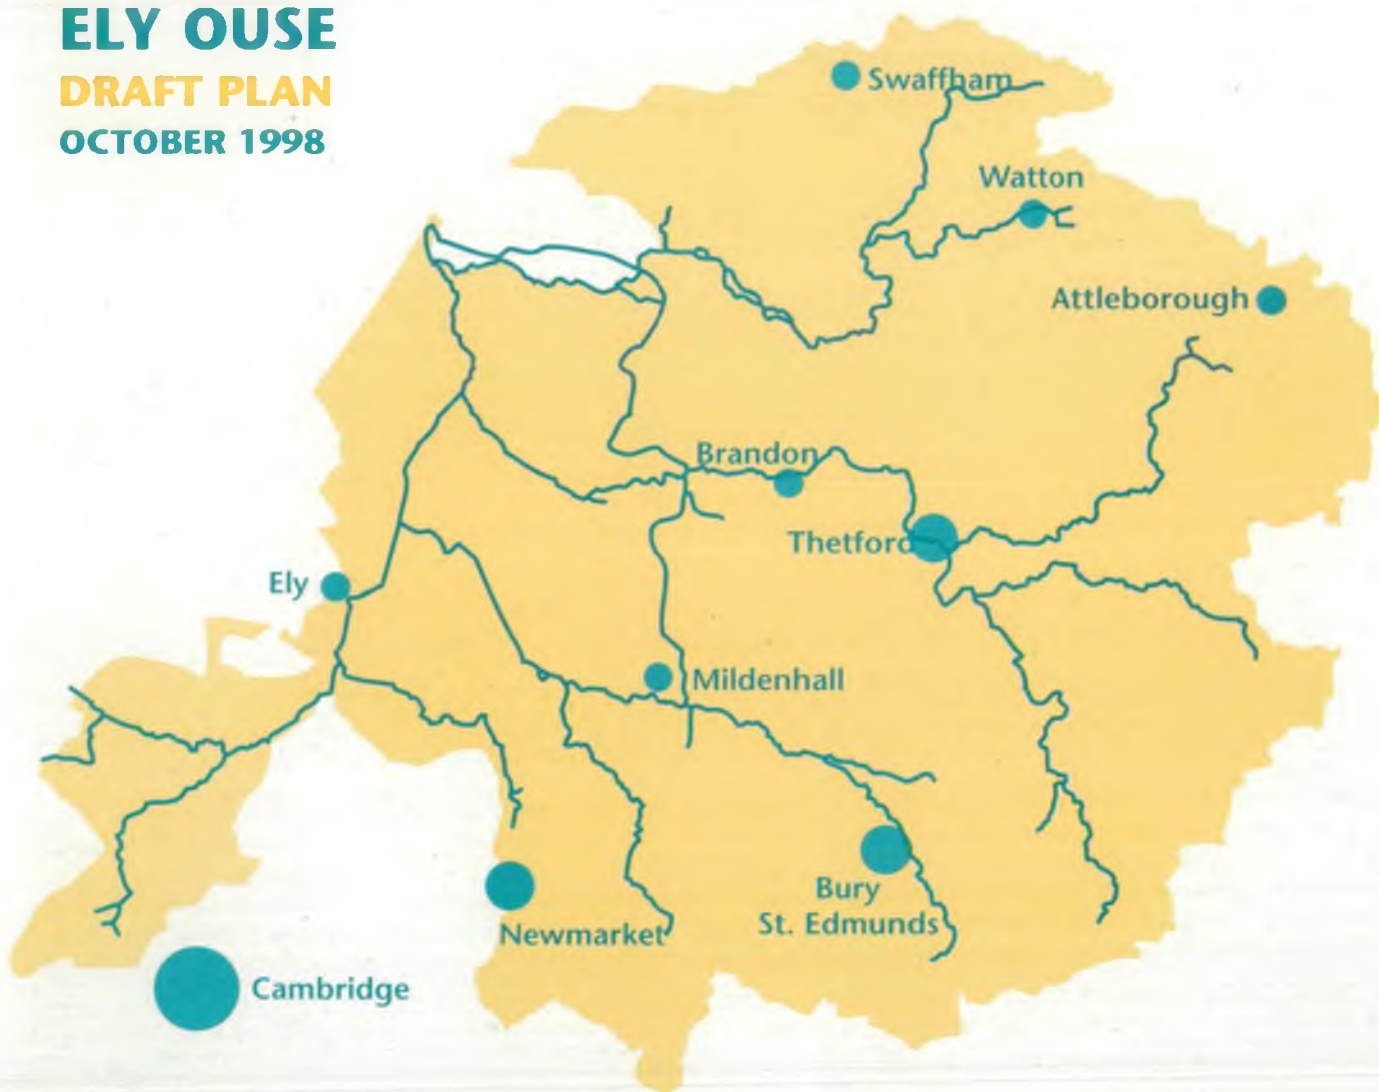 ELY OUSE
DRAFT PLAN
OCTOBER 1998
Swaffham
Watton
Attleborough
Brandon
Thetford
Ely
Mildenhall
Bury
St. Edmunds
Newmarket
Cambridge